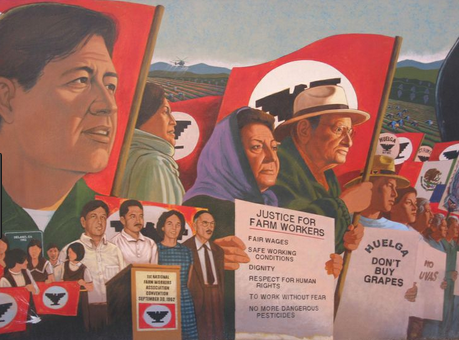 HUELGA
JUSTICE FOR
FARM WORKERS
FAIR WAGES
SAFE WORKING
CONDITIONS
DIGNITY
RESPECT FOR HUMAN
RIGHTS
TO WORK WITHOUT FEAR
NO MORE DANGEROUS
PESTICIDES
HUELGA
DON'T
BUY
GRAPES
NO
UVAS
1ST NATIONAL
FARM WORKERS
ASSOCIATION
CONVENTION
SEPTEMBER 30, 1962